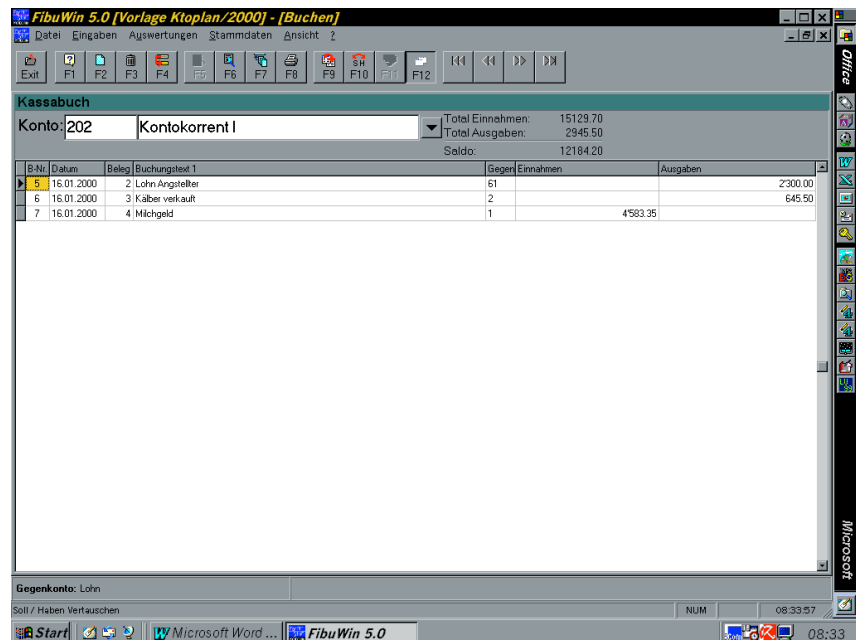 FibuWin 5.0 [Vorlage Ktoplan/2000] - [Buchen]
Datei Eingaben Auswertungen Stammdaten Ansicht ?
Exit F1 F2 F3 F4 F5 F6 F7 F8 F9 F10 F11 F12
Kassabuch
Konto: 202 Kontokorrent I
Total Einnahmen: 15129.70
Total Ausgaben: 2945.50
Saldo: 12184.20
B-Nr. Datum Beleg Buchungstext 1 Gegen Einnahmen Ausgaben
5 16.01.2000 2 Lohn Angstellter 61 2'300.00
6 16.01.2000 3 Kälber verkauft 2 645.50
7 16.01.2000 4 Milchgeld 1 4'583.35
Gegenkonto: Lohn
Soll / Haben Vertauschen NUM 08:33:57
Start Microsoft Word ... FibuWin 5.0 08:33
Office
Microsoft